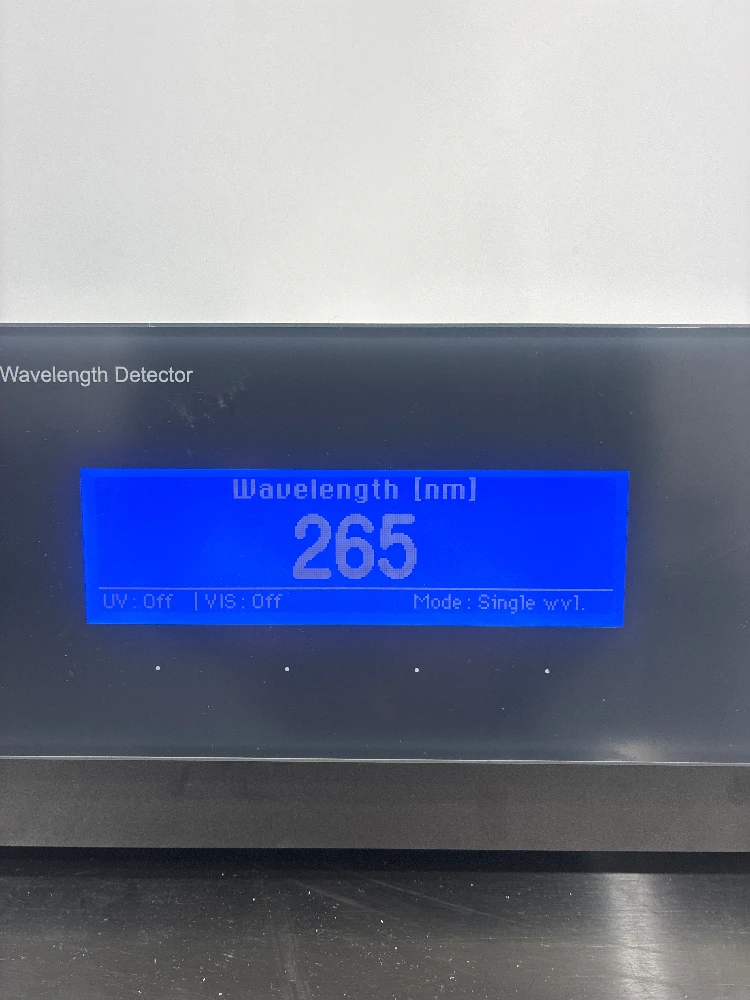 Wavelength Detector
Wavelength [nm]
265
UV: Off | VIS: Off Mode: Single wvl.